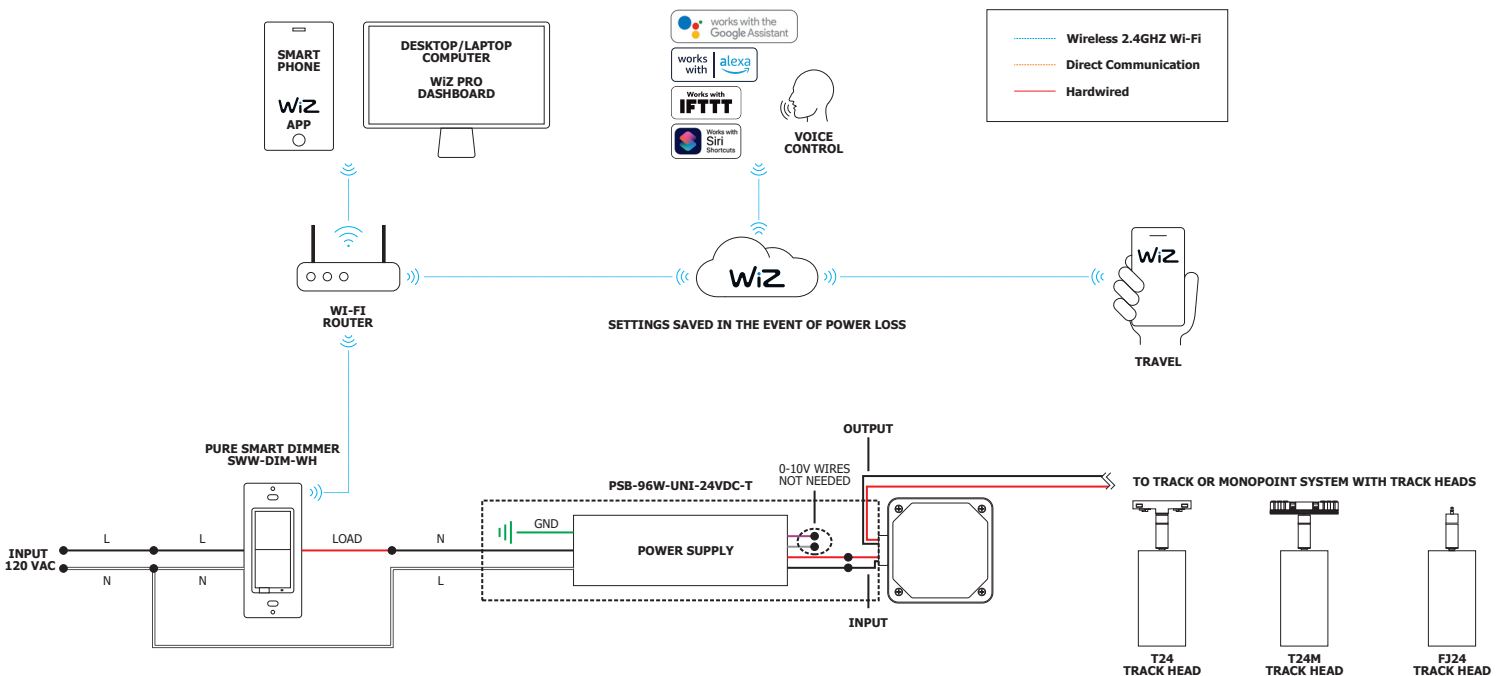 SMART
PHONE
WiZ
APP
DESKTOP/LAPTOP
COMPUTER
WiZ PRO
DASHBOARD
works with the
Google Assistant
works
with
alexa
Works with
IFTTT
Works with
Siri
Shortcuts
VOICE
CONTROL
Wireless 2.4GHZ Wi-Fi
Direct Communication
Hardwired
WI-FI
ROUTER
WiZ
SETTINGS SAVED IN THE EVENT OF POWER LOSS
WiZ
TRAVEL
PURE SMART DIMMER
SWW-DIM-WH
INPUT
120 VAC
L
L
N
N
LOAD
N
L
PSB-96W-UNI-24VDC-T
GND
POWER SUPPLY
0-10V WIRES
NOT NEEDED
OUTPUT
INPUT
TO TRACK OR MONOPOINT SYSTEM WITH TRACK HEADS
T24
TRACK HEAD
T24M
TRACK HEAD
FJ24
TRACK HEAD